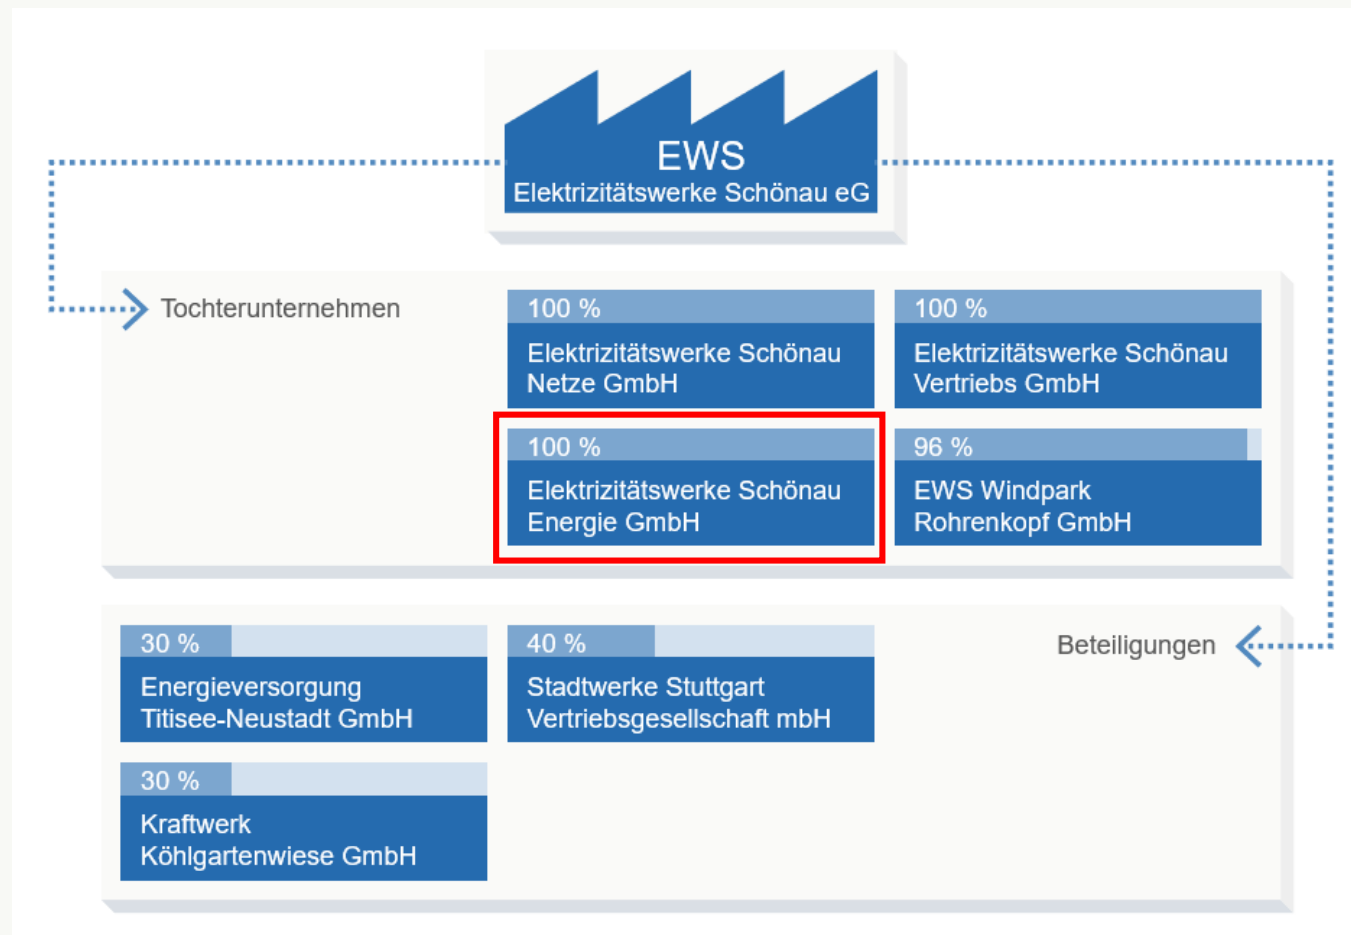 EWS
Elektrizitätswerke Schönau eG
Tochterunternehmen
100 %
Elektrizitätswerke Schönau
Netze GmbH
100 %
Elektrizitätswerke Schönau
Vertriebs GmbH
100 %
Elektrizitätswerke Schönau
Energie GmbH
96 %
EWS Windpark
Rohrenkopf GmbH
Beteiligungen
30 %
Energieversorgung
Titisee-Neustadt GmbH
40 %
Stadtwerke Stuttgart
Vertriebsgesellschaft mbH
30 %
Kraftwerk
Köhlgartenwiese GmbH